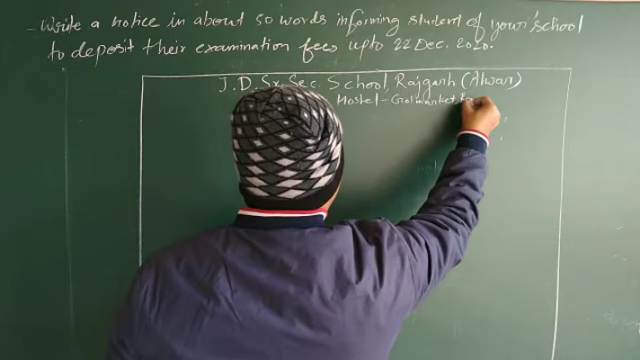 Write a notice in about 50 words informing student of your school
to deposit their examination fees upto 22 Dec. 2020.
J. D. Sr. Sec. School, Rajgarh (Alwar)
Hostel -